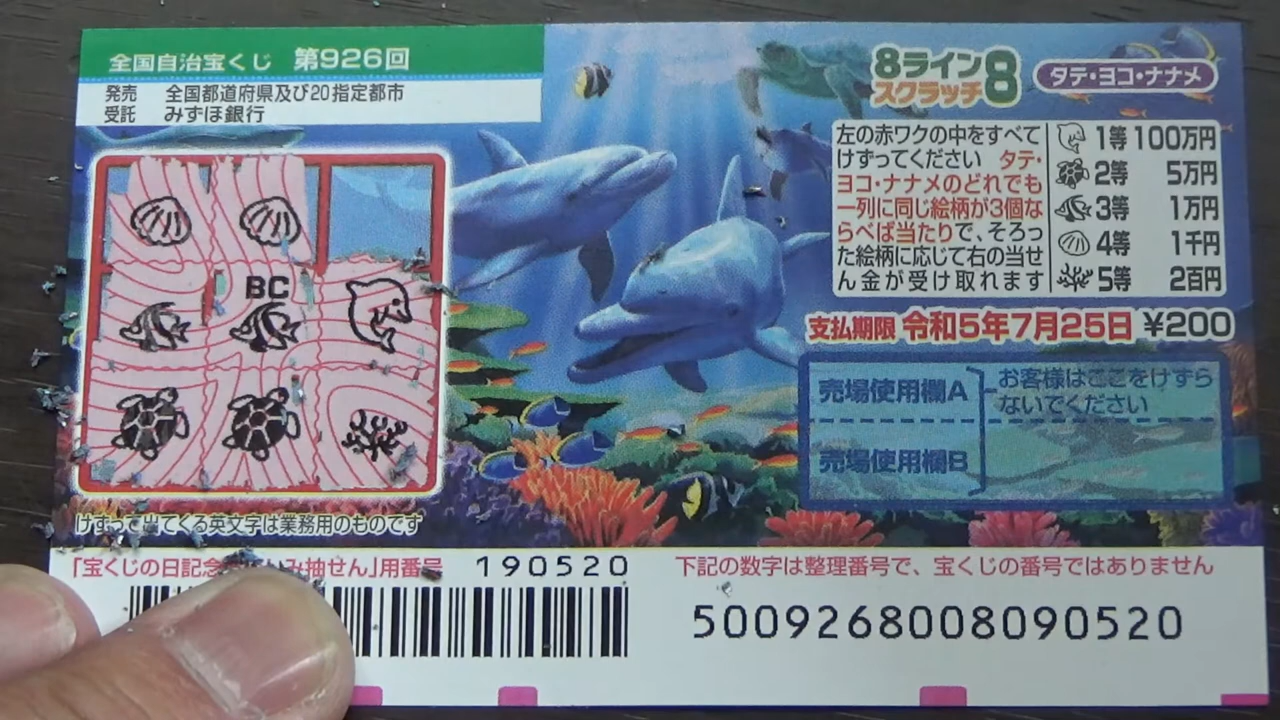 全国自治宝くじ 第926回
発売 全国都道府県及び20指定都市
受託 みずほ銀行
8ライン
スクラッチ8
タテ・ヨコ・ナナメ
左の赤ワクの中をすべて
けずってください タテ・
ヨコ・ナナメのどれでも
一列に同じ絵柄が3個な
らべば当たりで、そろっ
た絵柄に応じて右の当せ
ん金が受け取れます
1等 100万円
2等 5万円
3等 1万円
4等 1千円
5等 2百円
支払期限 令和5年7月25日 ¥200
BC
売場使用欄A
売場使用欄B
お客様はここをけずら
ないでください
けずって出てくる英文字は業務用のものです
「宝くじの日記念 み抽せん」用番号 190520
下記の数字は整理番号で、宝くじの番号ではありません
5009268008090520